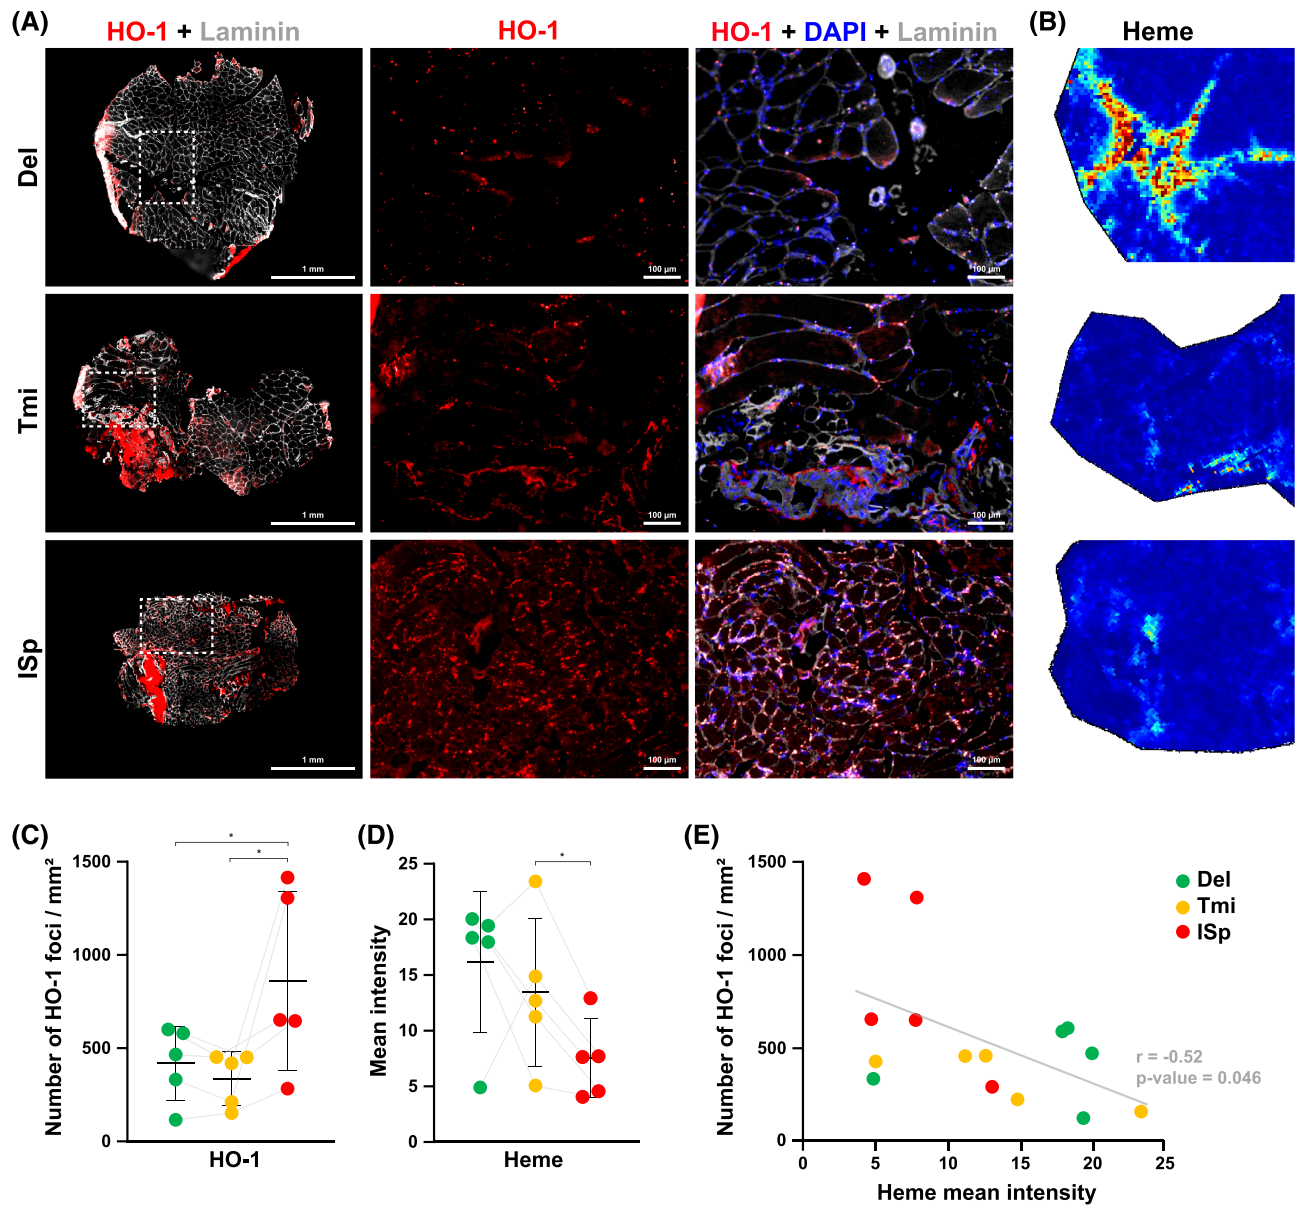 (A)
HO-1 + Laminin
HO-1
HO-1 + DAPI + Laminin
(B)
Heme
Del
1 mm
100 µm
100 µm
Tmi
1 mm
100 µm
100 µm
ISp
1 mm
100 µm
100 µm
(C)
*
*
Number of HO-1 foci / mm²
1500
1000
500
0
HO-1
(D)
*
Mean intensity
25
20
15
10
5
0
Heme
(E)
Number of HO-1 foci / mm²
1500
1000
500
0
Del
Tmi
ISp
r = -0.52
p-value = 0.046
0 5 10 15 20 25
Heme mean intensity